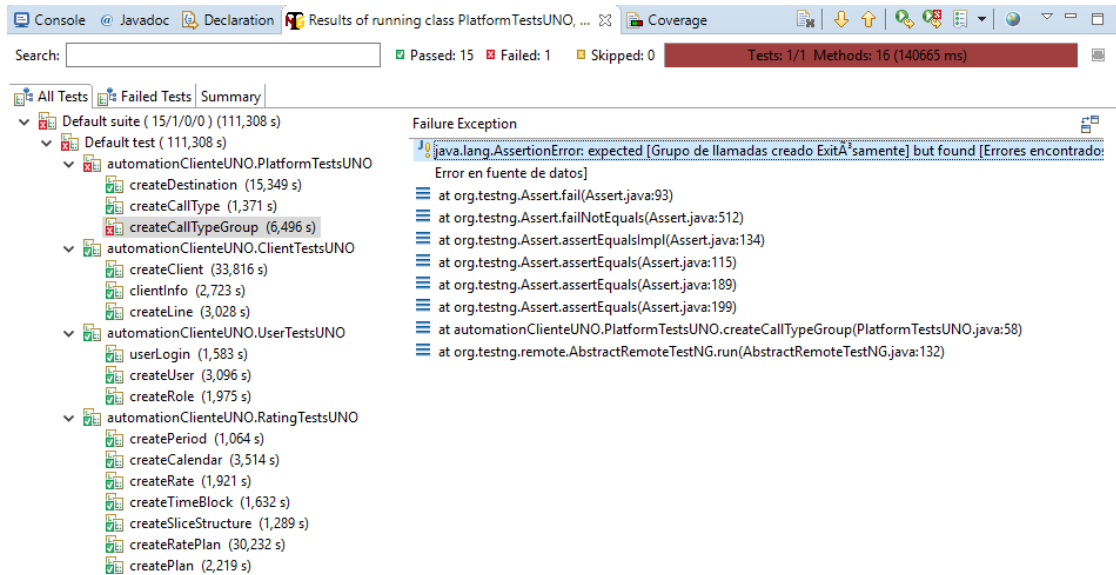 Console @ Javadoc Declaration Results of running class PlatformTestsUNO, ... Coverage
Search: Passed: 15 Failed: 1 Skipped: 0 Tests: 1/1 Methods: 16 (140665 ms)
All Tests Failed Tests Summary
Default suite ( 15/1/0/0 ) (111,308 s)
Default test ( 111,308 s)
automationClienteUNO.PlatformTestsUNO
createDestination (15,349 s)
createCallType (1,371 s)
createCallTypeGroup (6,496 s)
automationClienteUNO.ClientTestsUNO
createClient (33,816 s)
clientInfo (2,723 s)
createLine (3,028 s)
automationClienteUNO.UserTestsUNO
userLogin (1,583 s)
createUser (3,096 s)
createRole (1,975 s)
automationClienteUNO.RatingTestsUNO
createPeriod (1,064 s)
createCalendar (3,514 s)
createRate (1,921 s)
createTimeBlock (1,632 s)
createSliceStructure (1,289 s)
createRatePlan (30,232 s)
createPlan (2,219 s)
Failure Exception
java.lang.AssertionError: expected [Grupo de llamadas creado ExitÃ³samente] but found [Errores encontrados:
Error en fuente de datos]
at org.testng.Assert.fail(Assert.java:93)
at org.testng.Assert.failNotEquals(Assert.java:512)
at org.testng.Assert.assertEqualsImpl(Assert.java:134)
at org.testng.Assert.assertEquals(Assert.java:115)
at org.testng.Assert.assertEquals(Assert.java:189)
at org.testng.Assert.assertEquals(Assert.java:199)
at automationClienteUNO.PlatformTestsUNO.createCallTypeGroup(PlatformTestsUNO.java:58)
at org.testng.remote.AbstractRemoteTestNG.run(AbstractRemoteTestNG.java:132)